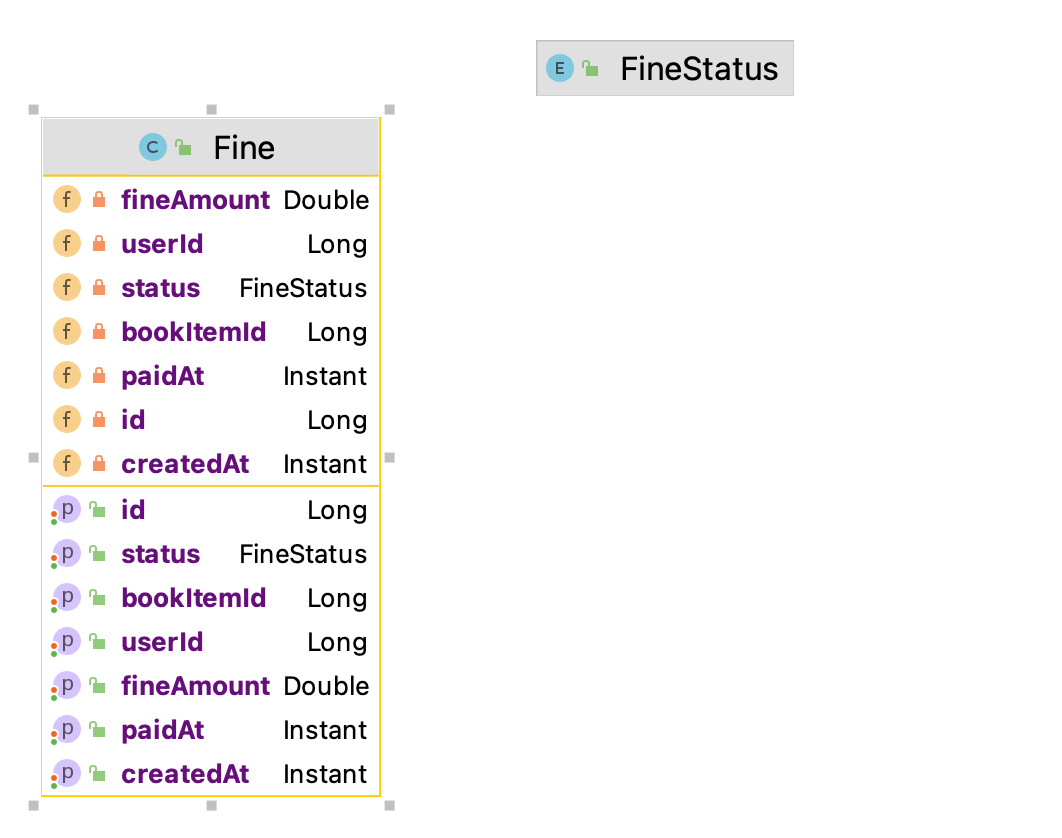 E FineStatus
C Fine
f fineAmount Double
f userId Long
f status FineStatus
f bookItemId Long
f paidAt Instant
f id Long
f createdAt Instant
p id Long
p status FineStatus
p bookItemId Long
p userId Long
p fineAmount Double
p paidAt Instant
p createdAt Instant